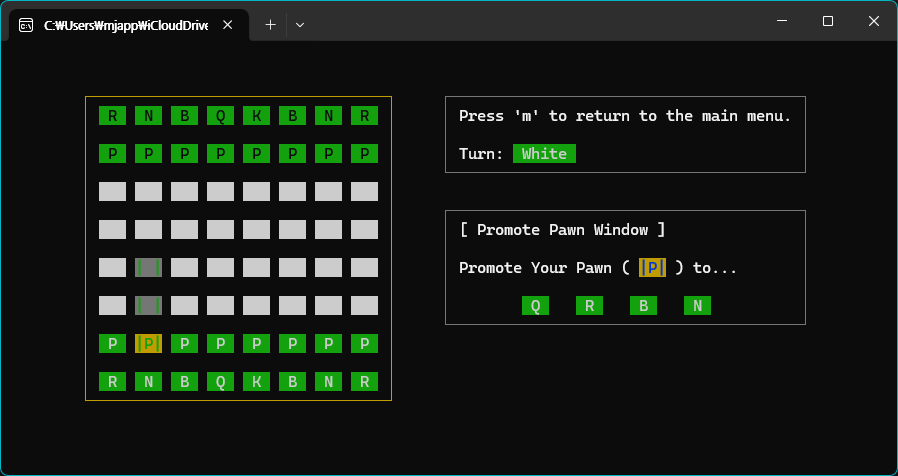 C:₩Users₩mjapp₩iCloudDrive
R N B Q K B N R
P P P P P P P P
| |
| |
P |P| P P P P P P
R N B Q K B N R
Press 'm' to return to the main menu.
Turn: White
[ Promote Pawn Window ]
Promote Your Pawn ( |P| ) to...
Q R B N